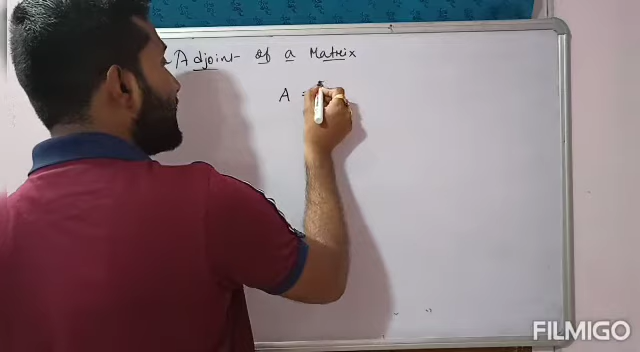 Adjoint of a Matrix
A =
FILMIGO